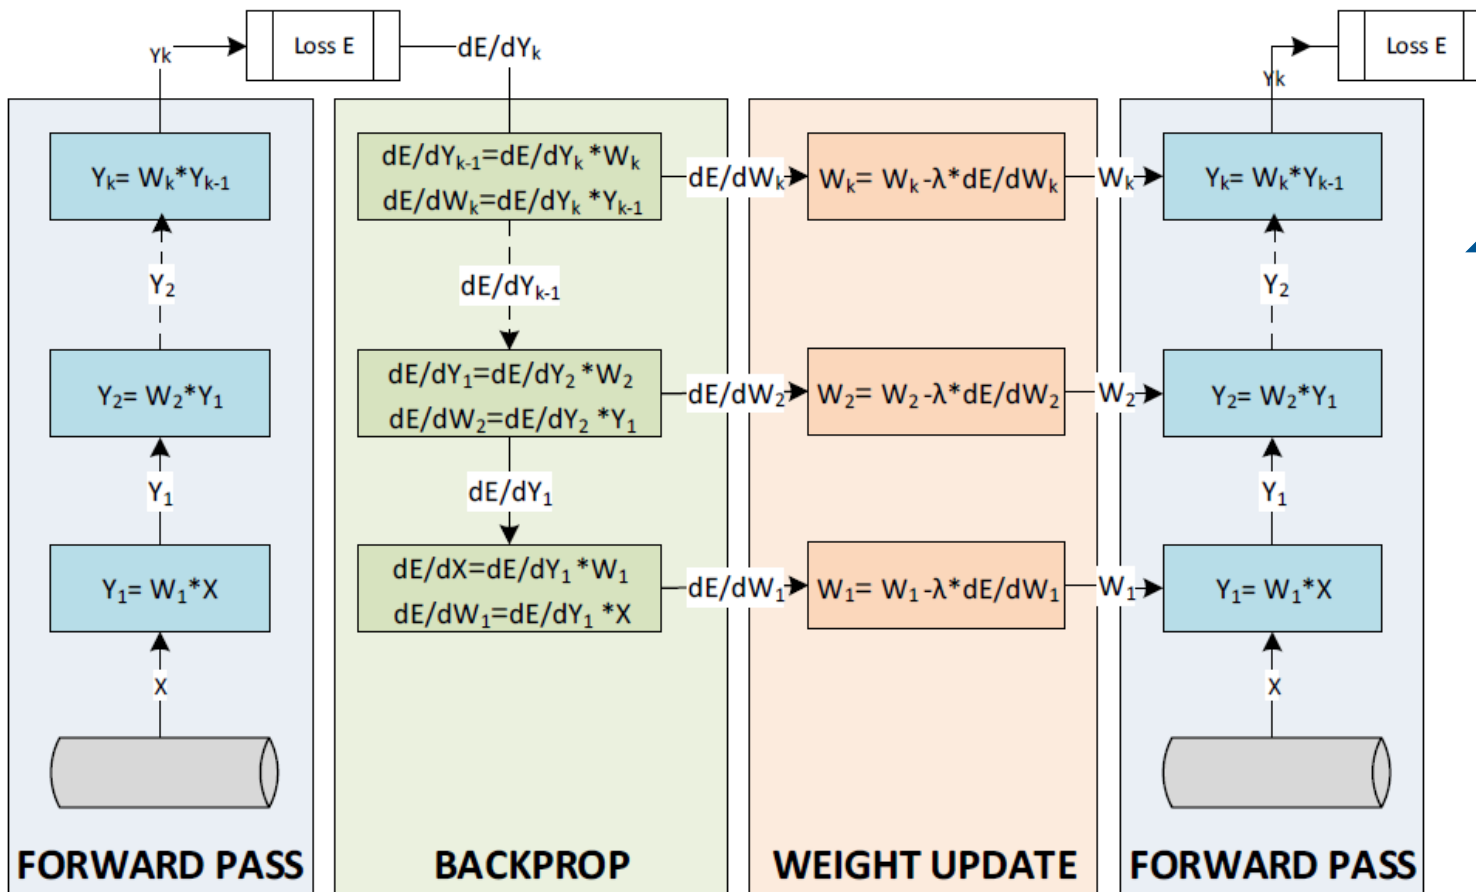 Yk
Loss E
dE/dYₖ
Yₖ= Wₖ*Yₖ₋₁
Y₂
Y₂= W₂*Y₁
Y₁
Y₁= W₁*X
X
FORWARD PASS
dE/dYₖ₋₁=dE/dYₖ*Wₖ
dE/dWₖ=dE/dYₖ*Yₖ₋₁
dE/dYₖ₋₁
dE/dY₁=dE/dY₂*W₂
dE/dW₂=dE/dY₂*Y₁
dE/dY₁
dE/dX=dE/dY₁*W₁
dE/dW₁=dE/dY₁*X
BACKPROP
dE/dWₖ
dE/dW₂
dE/dW₁
Wₖ= Wₖ-λ*dE/dWₖ
W₂= W₂-λ*dE/dW₂
W₁= W₁-λ*dE/dW₁
WEIGHT UPDATE
Wₖ
W₂
W₁
Loss E
Yk
Yₖ= Wₖ*Yₖ₋₁
Y₂
Y₂= W₂*Y₁
Y₁
Y₁= W₁*X
X
FORWARD PASS